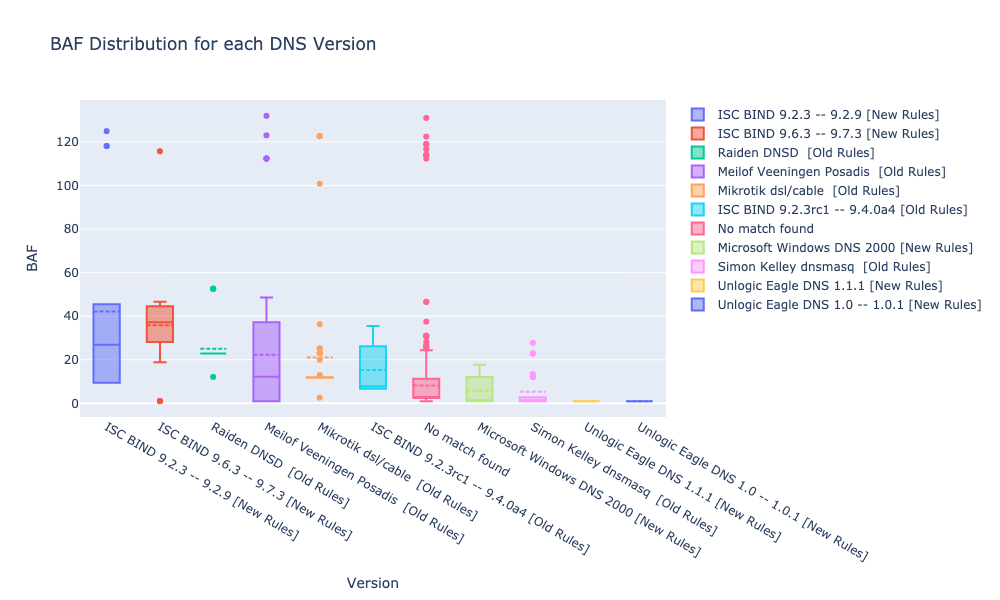 BAF Distribution for each DNS Version
BAF
120
100
80
60
40
20
0
ISC BIND 9.2.3 -- 9.2.9 [New Rules]
ISC BIND 9.6.3 -- 9.7.3 [New Rules]
Raiden DNSD  [Old Rules]
Meilof Veeningen Posadis  [Old Rules]
Mikrotik dsl/cable  [Old Rules]
ISC BIND 9.2.3rc1 -- 9.4.0a4 [Old Rules]
No match found
Microsoft Windows DNS 2000 [New Rules]
Simon Kelley dnsmasq  [Old Rules]
Unlogic Eagle DNS 1.1.1 [New Rules]
Unlogic Eagle DNS 1.0 -- 1.0.1 [New Rules]
Version
ISC BIND 9.2.3 -- 9.2.9 [New Rules]
ISC BIND 9.6.3 -- 9.7.3 [New Rules]
Raiden DNSD  [Old Rules]
Meilof Veeningen Posadis  [Old Rules]
Mikrotik dsl/cable  [Old Rules]
ISC BIND 9.2.3rc1 -- 9.4.0a4 [Old Rules]
No match found
Microsoft Windows DNS 2000 [New Rules]
Simon Kelley dnsmasq  [Old Rules]
Unlogic Eagle DNS 1.1.1 [New Rules]
Unlogic Eagle DNS 1.0 -- 1.0.1 [New Rules]